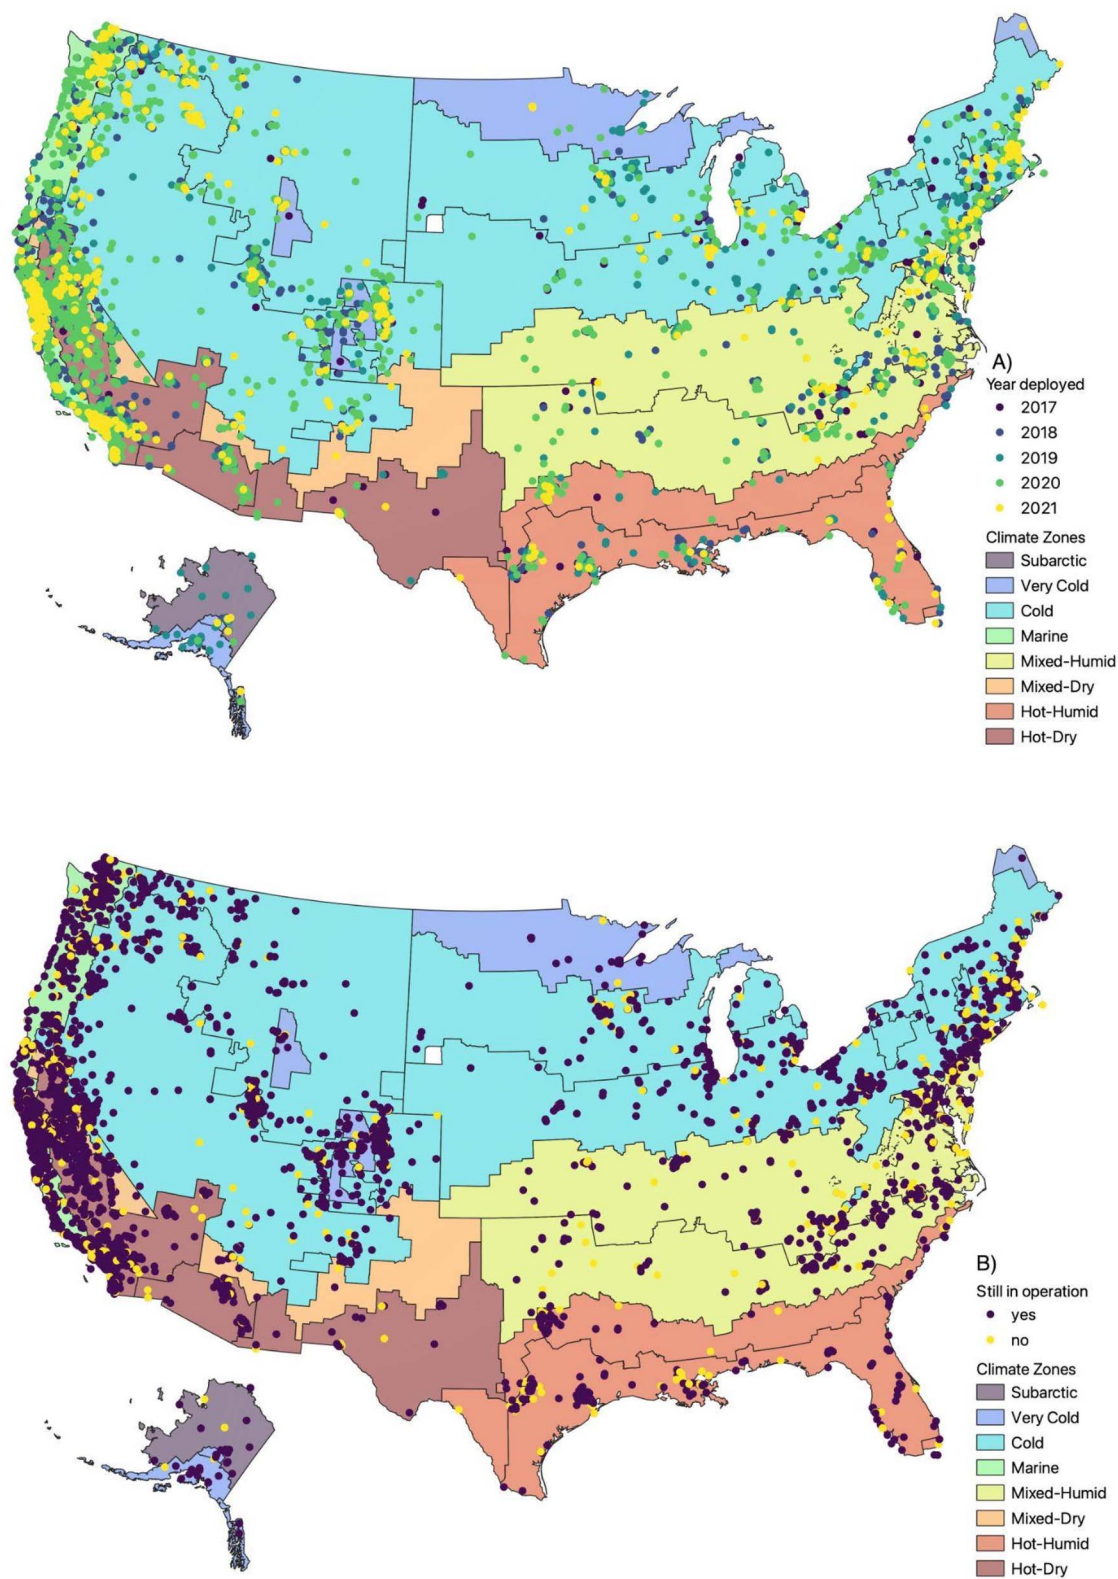 A)
Year deployed
2017
2018
2019
2020
2021
Climate Zones
Subarctic
Very Cold
Cold
Marine
Mixed-Humid
Mixed-Dry
Hot-Humid
Hot-Dry
B)
Still in operation
yes
no
Climate Zones
Subarctic
Very Cold
Cold
Marine
Mixed-Humid
Mixed-Dry
Hot-Humid
Hot-Dry